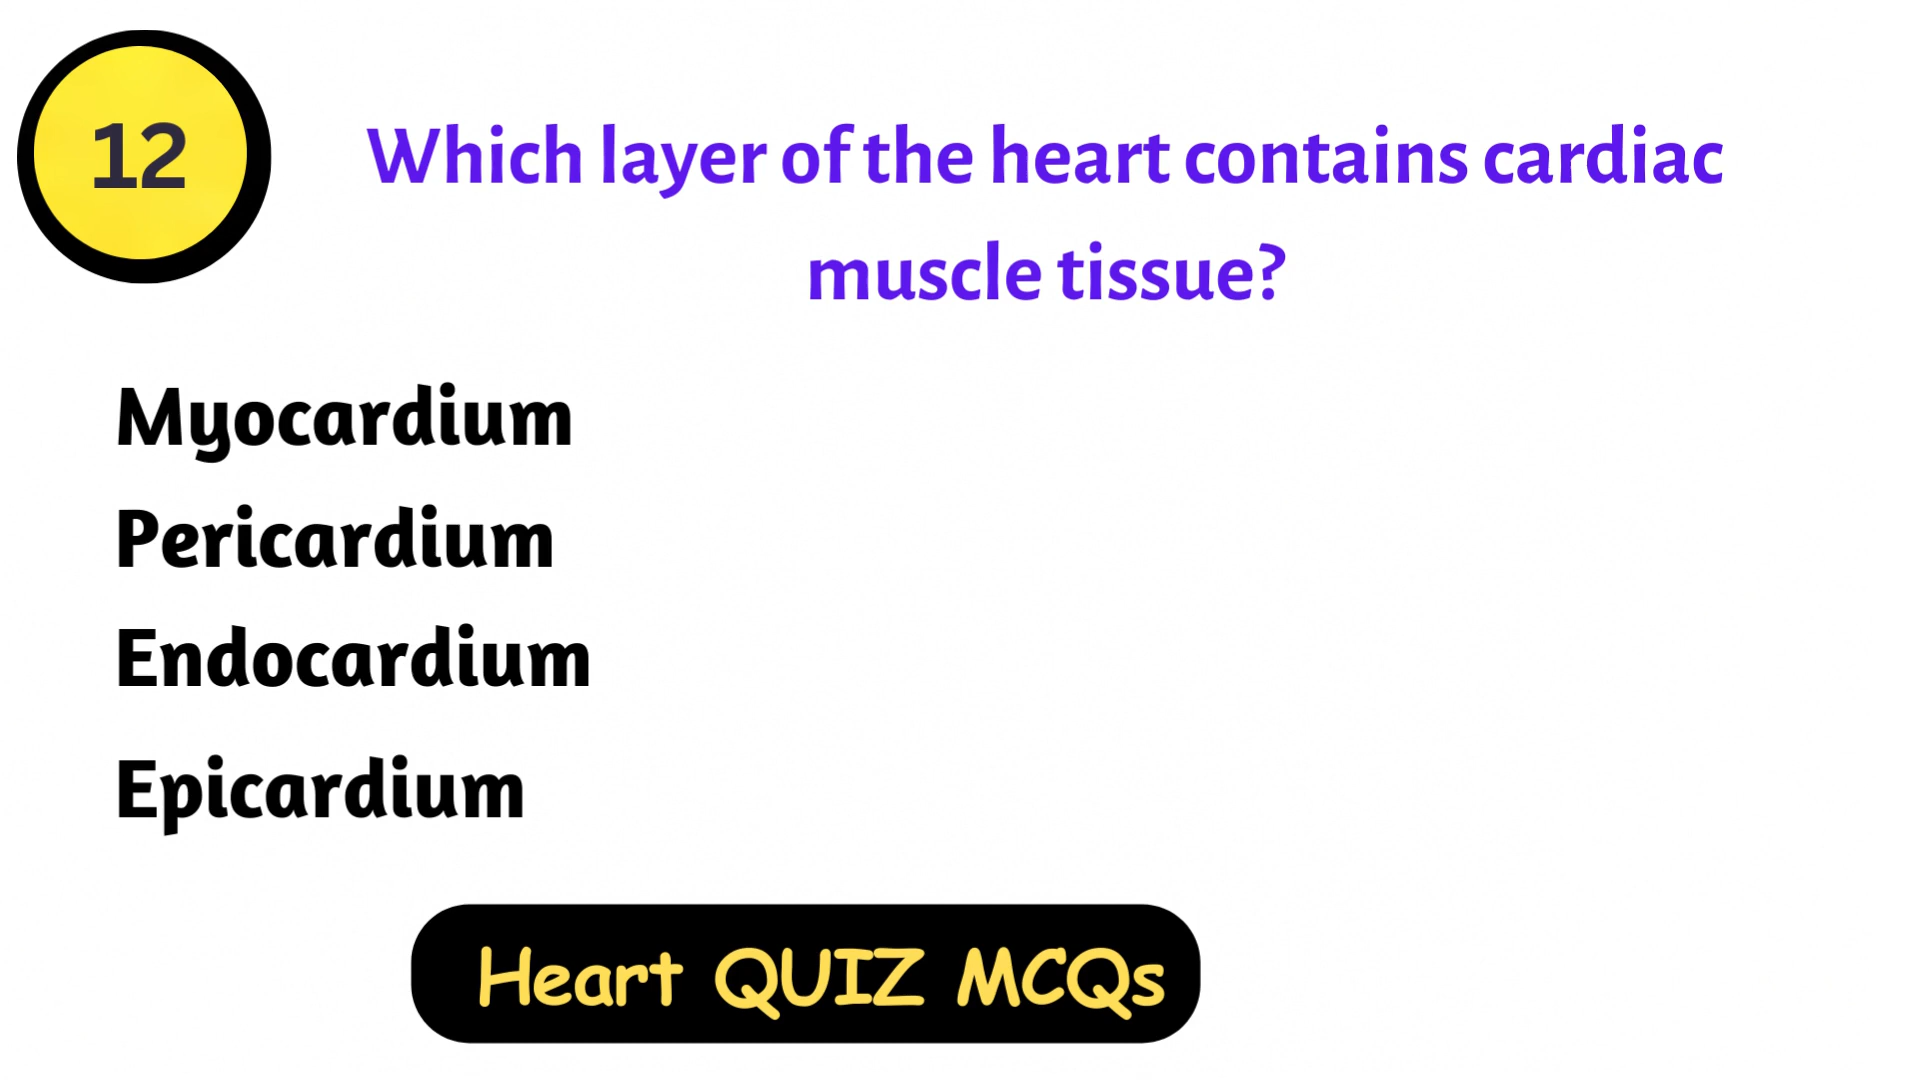 12
Which layer of the heart contains cardiac
muscle tissue?
Myocardium
Pericardium
Endocardium
Epicardium
Heart QUIZ MCQs